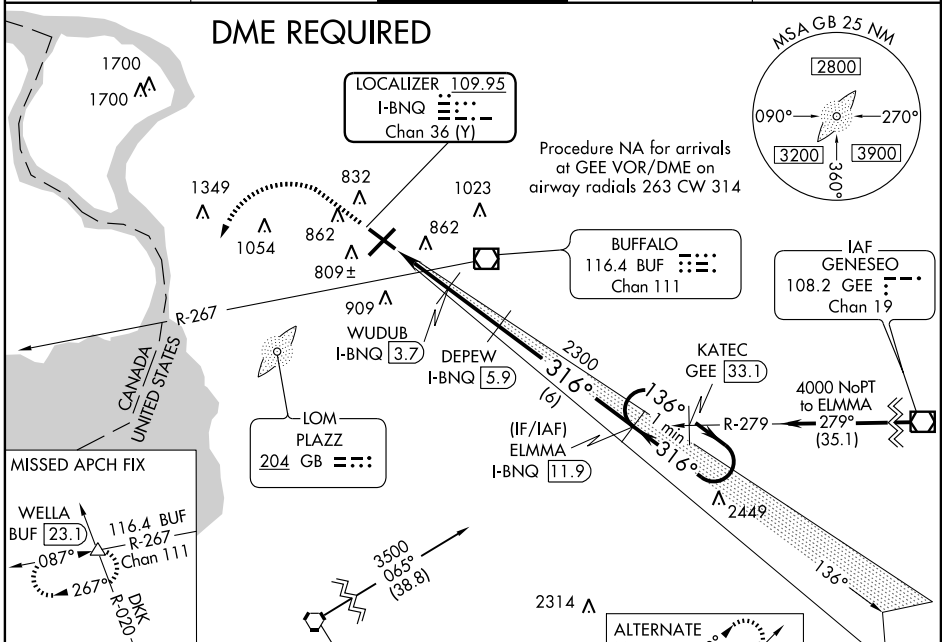 DME REQUIRED
MSA GB 25 NM
2800
090°
270°
3200
3900
360°
1700
1700
LOCALIZER 109.95
I-BNQ
Chan 36 (Y)
Procedure NA for arrivals
at GEE VOR/DME on
airway radials 263 CW 314
1349
832
1023
1054
862
862
809±
909
BUFFALO
116.4 BUF
Chan 111
IAF
GENESEO
108.2 GEE
Chan 19
R-267
WUDUB
I-BNQ 3.7
DEPEW
I-BNQ 5.9
2300
316°
(6)
KATEC
GEE 33.1
4000 NoPT
to ELMMA
279°
(35.1)
R-279
136°
1 min
316°
(IF/IAF)
ELMMA
I-BNQ 11.9
2449
136°
CANADA
UNITED STATES
LOM
PLAZZ
204 GB
MISSED APCH FIX
WELLA
BUF 23.1
116.4 BUF
R-267
Chan 111
087°
267°
DKK
R-020
3500
065°
(38.8)
2314
ALTERNATE